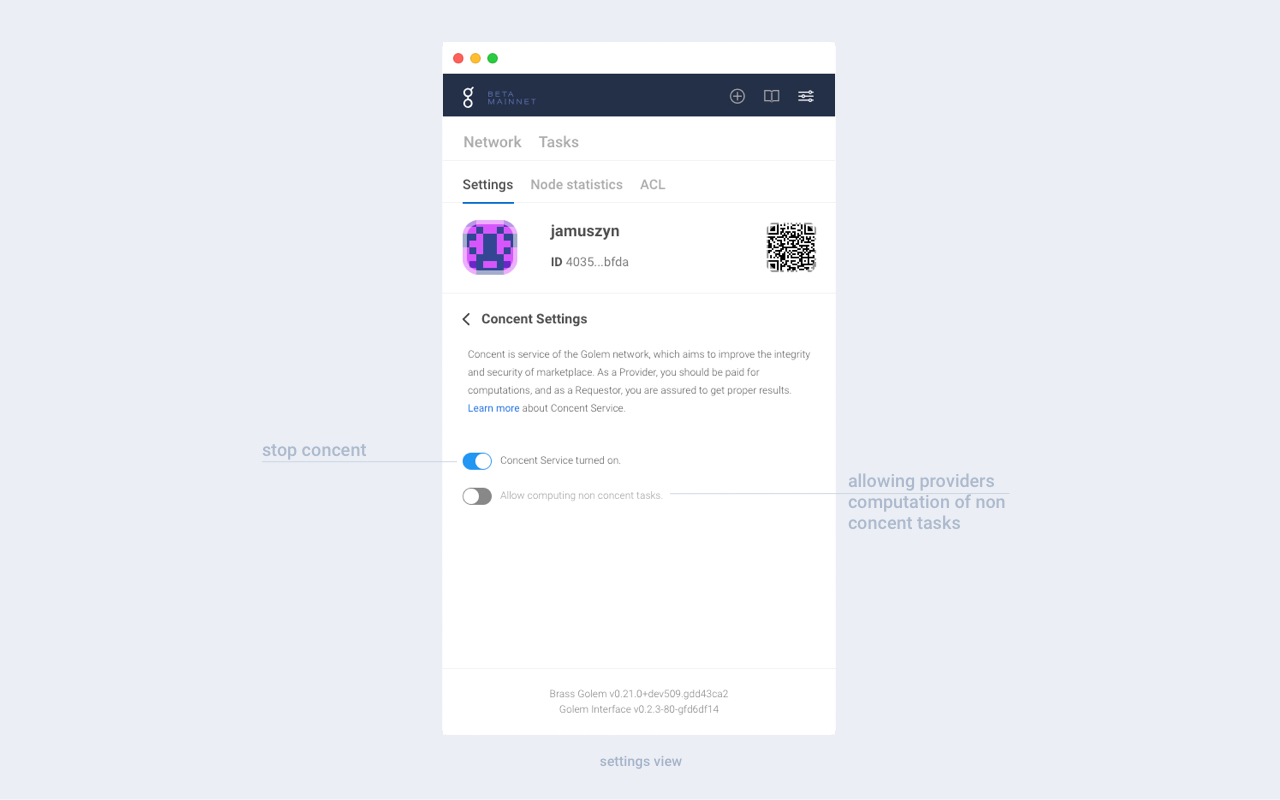 BETA
MAINNET
Network Tasks
Settings Node statistics ACL
jamuszyn
ID 4035...bfda
Concent Settings
Concent is service of the Golem network, which aims to improve the integrity
and security of marketplace. As a Provider, you should be paid for
computations, and as a Requestor, you are assured to get proper results.
Learn more about Concent Service.
stop concent
Concent Service turned on.
Allow computing non concent tasks.
allowing providers
computation of non
concent tasks
Brass Golem v0.21.0+dev509.gdd43ca2
Golem Interface v0.2.3-80-gfd6df14
settings view